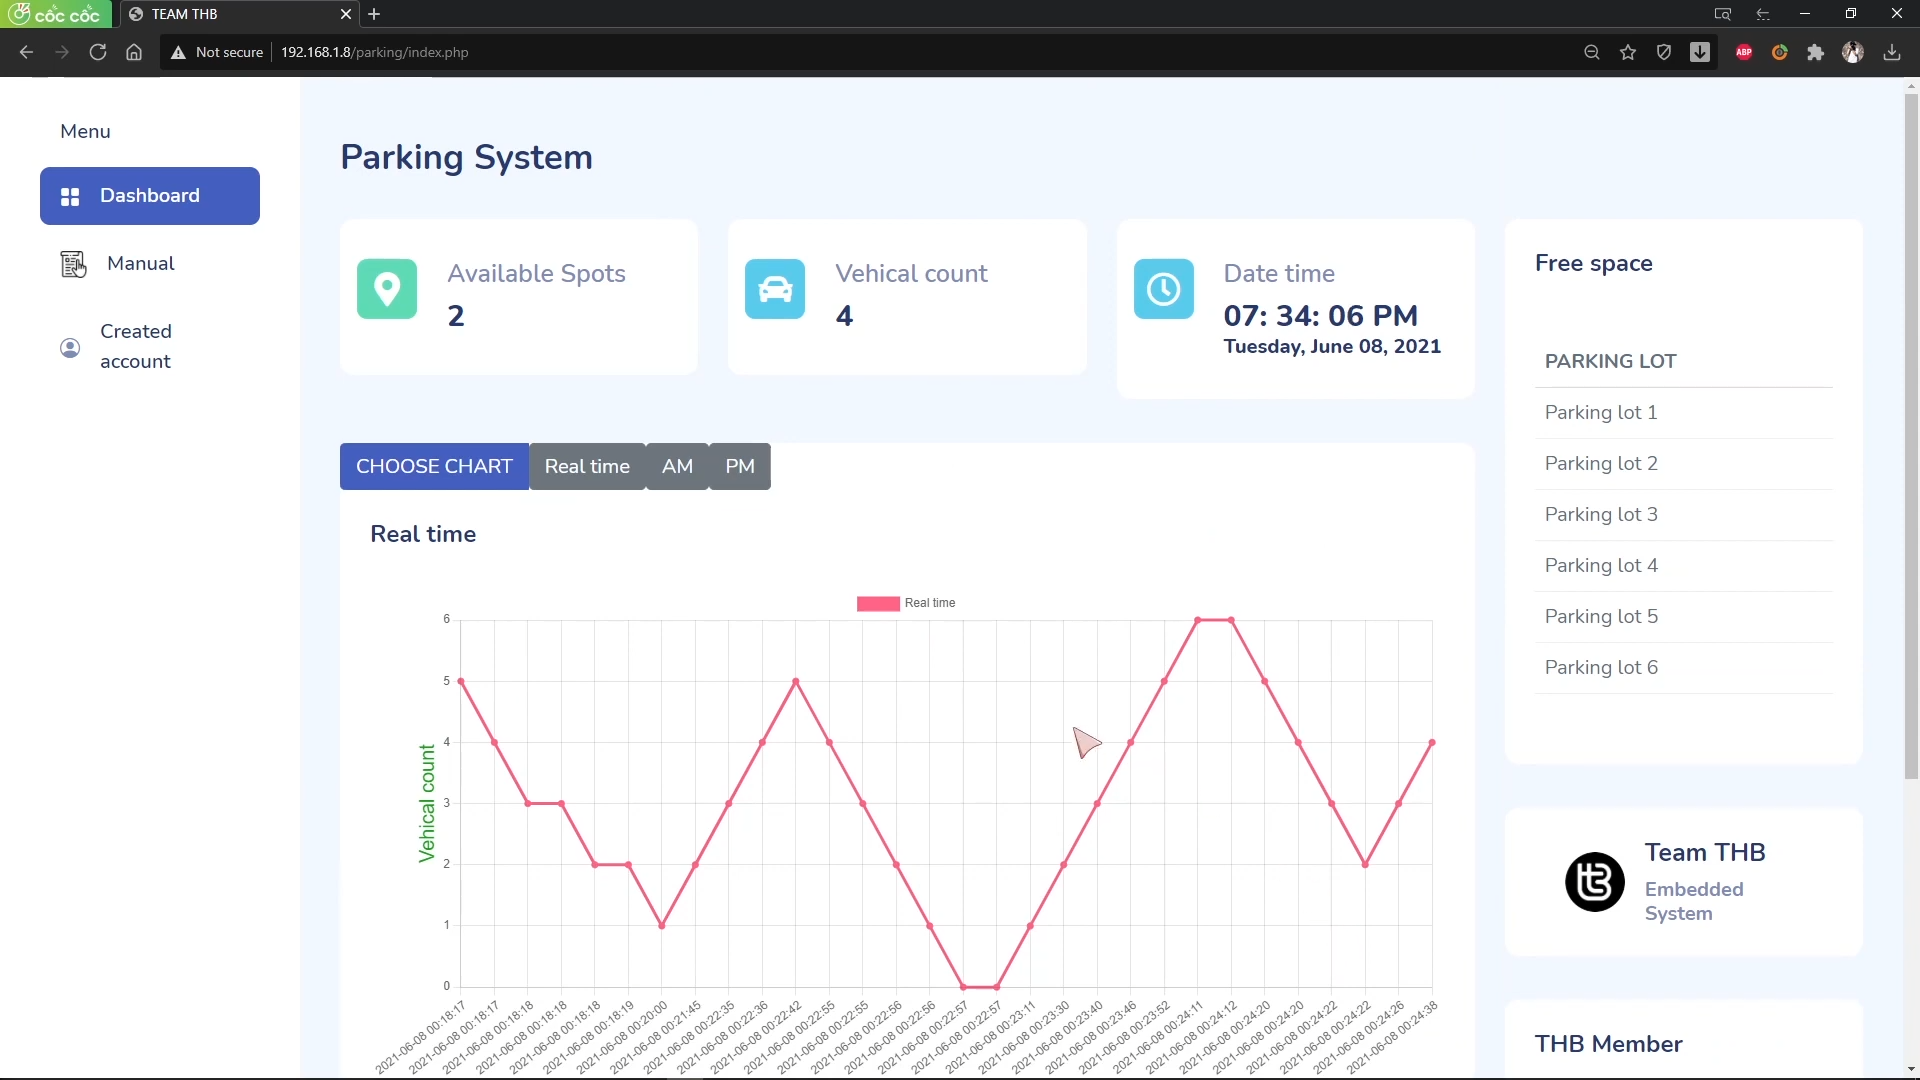 cốc cốc
TEAM THB
Not secure
192.168.1.8/parking/index.php
ABP
Menu
Dashboard
Manual
Created
account
Parking System
Available Spots
2
Vehical count
4
Date time
07: 34: 06 PM
Tuesday, June 08, 2021
CHOOSE CHART
Real time
AM
PM
Real time
Real time
Vehical count
6
5
4
3
2
1
0
2021-06-08 00:18:17
2021-06-08 00:18:17
2021-06-08 00:18:18
2021-06-08 00:18:18
2021-06-08 00:18:18
2021-06-08 00:18:19
2021-06-08 00:20:00
2021-06-08 00:21:45
2021-06-08 00:22:35
2021-06-08 00:22:36
2021-06-08 00:22:42
2021-06-08 00:22:55
2021-06-08 00:22:55
2021-06-08 00:22:56
2021-06-08 00:22:56
2021-06-08 00:22:57
2021-06-08 00:22:57
2021-06-08 00:23:11
2021-06-08 00:23:30
2021-06-08 00:23:40
2021-06-08 00:23:46
2021-06-08 00:23:52
2021-06-08 00:24:11
2021-06-08 00:24:12
2021-06-08 00:24:20
2021-06-08 00:24:20
2021-06-08 00:24:22
2021-06-08 00:24:22
2021-06-08 00:24:26
2021-06-08 00:24:38
Free space
PARKING LOT
Parking lot 1
Parking lot 2
Parking lot 3
Parking lot 4
Parking lot 5
Parking lot 6
Team THB
Embedded
System
THB Member